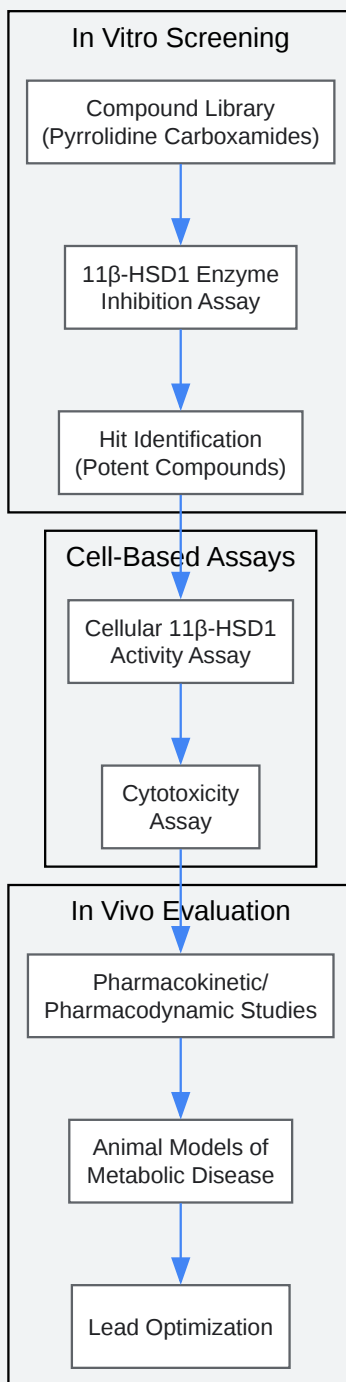 In Vitro Screening
Compound Library
(Pyrrolidine Carboxamides)
11β-HSD1 Enzyme
Inhibition Assay
Hit Identification
(Potent Compounds)
Cell-Based Assays
Cellular 11β-HSD1
Activity Assay
Cytotoxicity
Assay
In Vivo Evaluation
Pharmacokinetic/
Pharmacodynamic Studies
Animal Models of
Metabolic Disease
Lead Optimization